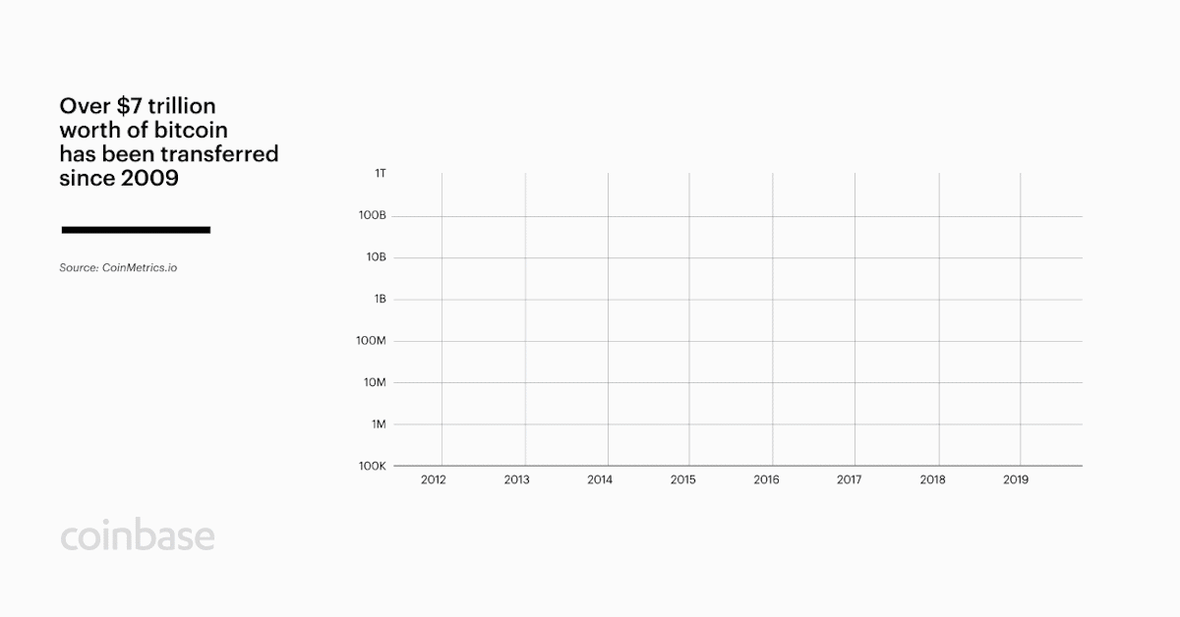 Over $7 trillion
worth of bitcoin
has been transferred
since 2009
Source: CoinMetrics.io
1T
100B
10B
1B
100M
10M
1M
100K
2012 2013 2014 2015 2016 2017 2018 2019
coinbase